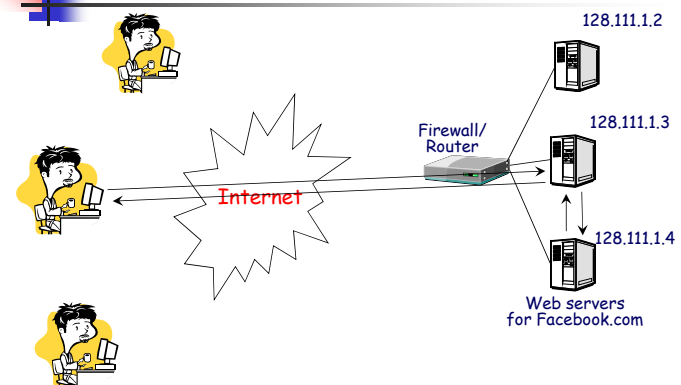 128.111.1.2
128.111.1.3
Firewall/
Router
Internet
128.111.1.4
Web servers
for Facebook.com